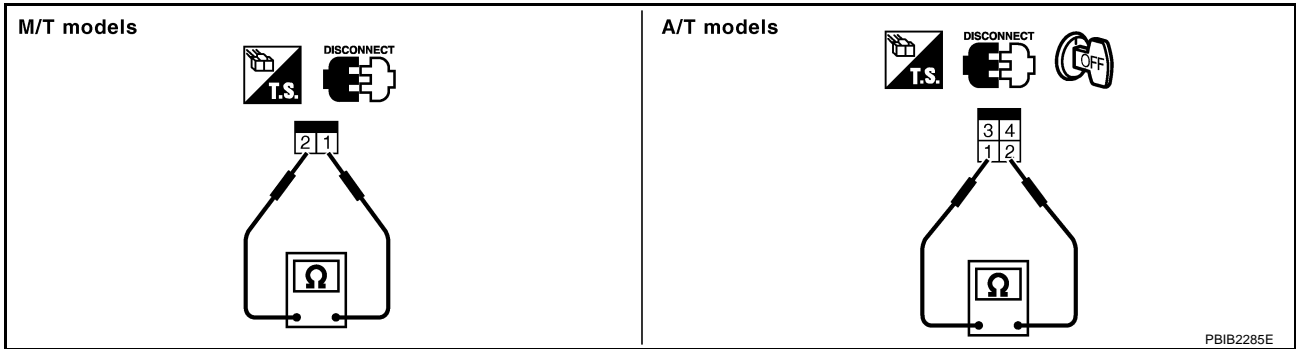 M/T models
DISCONNECT
T.S.
2 1
Ω
A/T models
DISCONNECT
T.S.
OFF
3 4
1 2
Ω
PBIB2285E